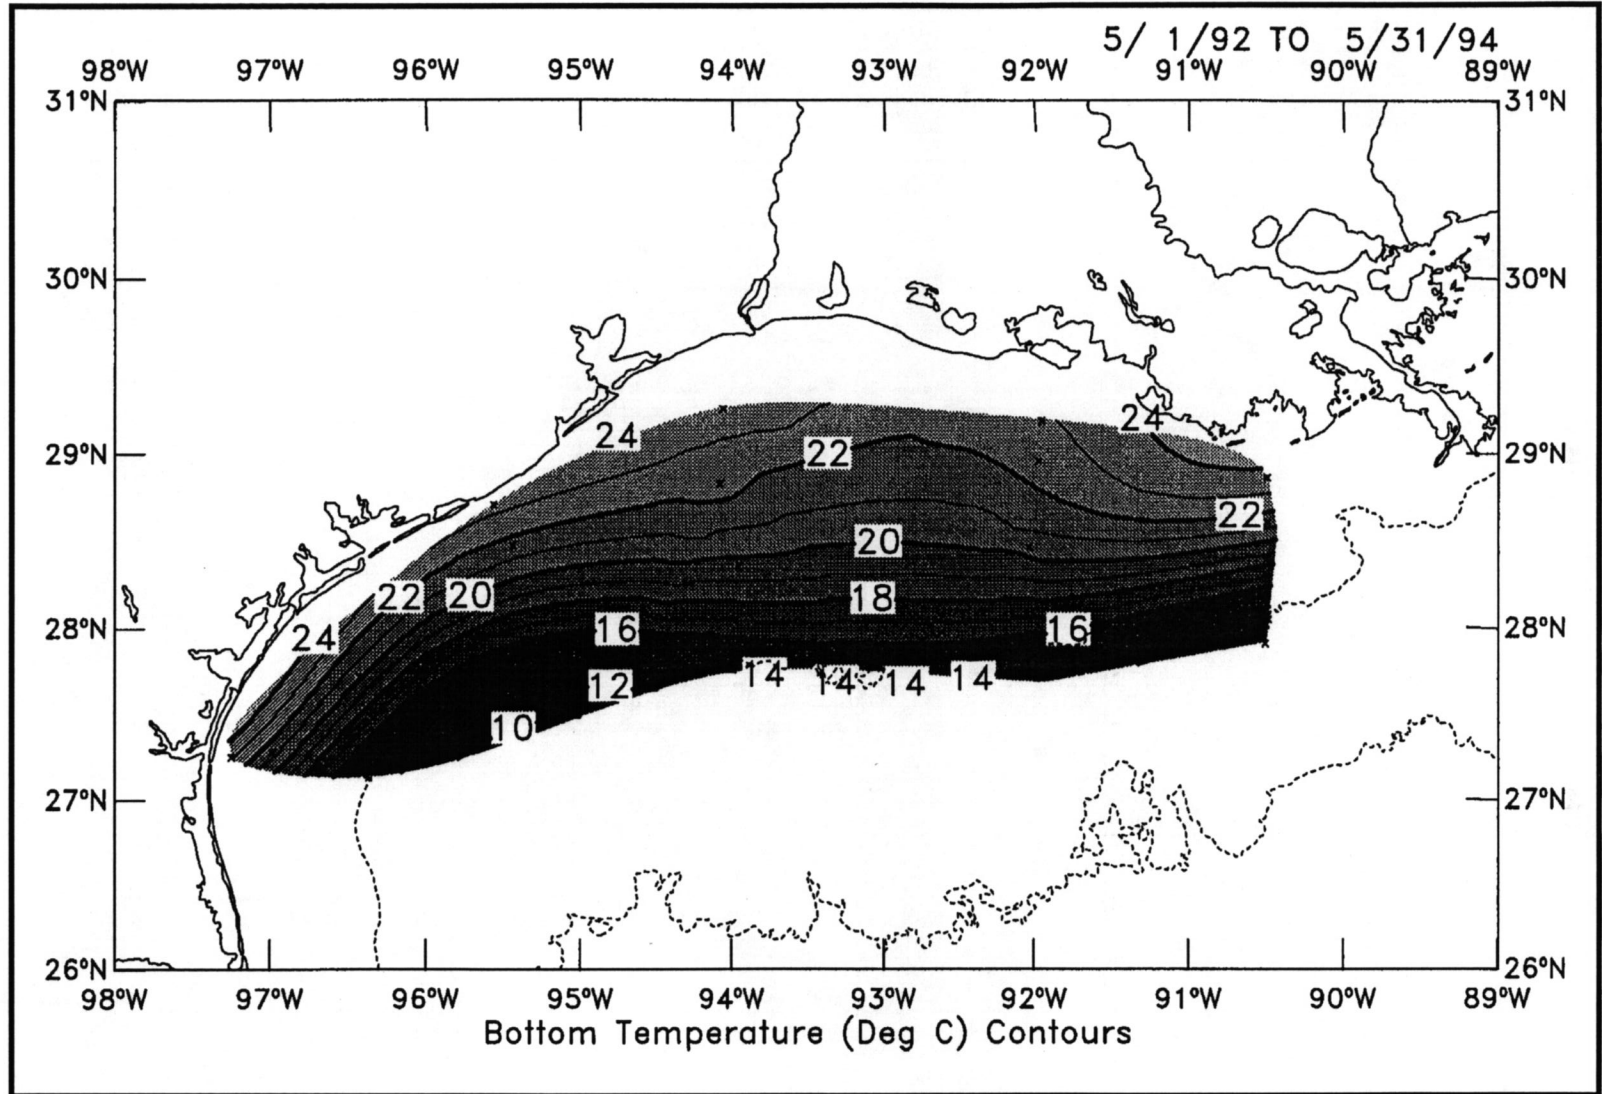 5/ 1/92 TO 5/31/94
98°W 97°W 96°W 95°W 94°W 93°W 92°W 91°W 90°W 89°W
31°N 31°N
30°N 30°N
24
24
29°N 22 29°N
22
20
22 20 18
24 16 16
28°N 28°N
12 14 14 14 14
10
27°N 27°N
26°N 26°N
98°W 97°W 96°W 95°W 94°W 93°W 92°W 91°W 90°W 89°W
Bottom Temperature (Deg C) Contours